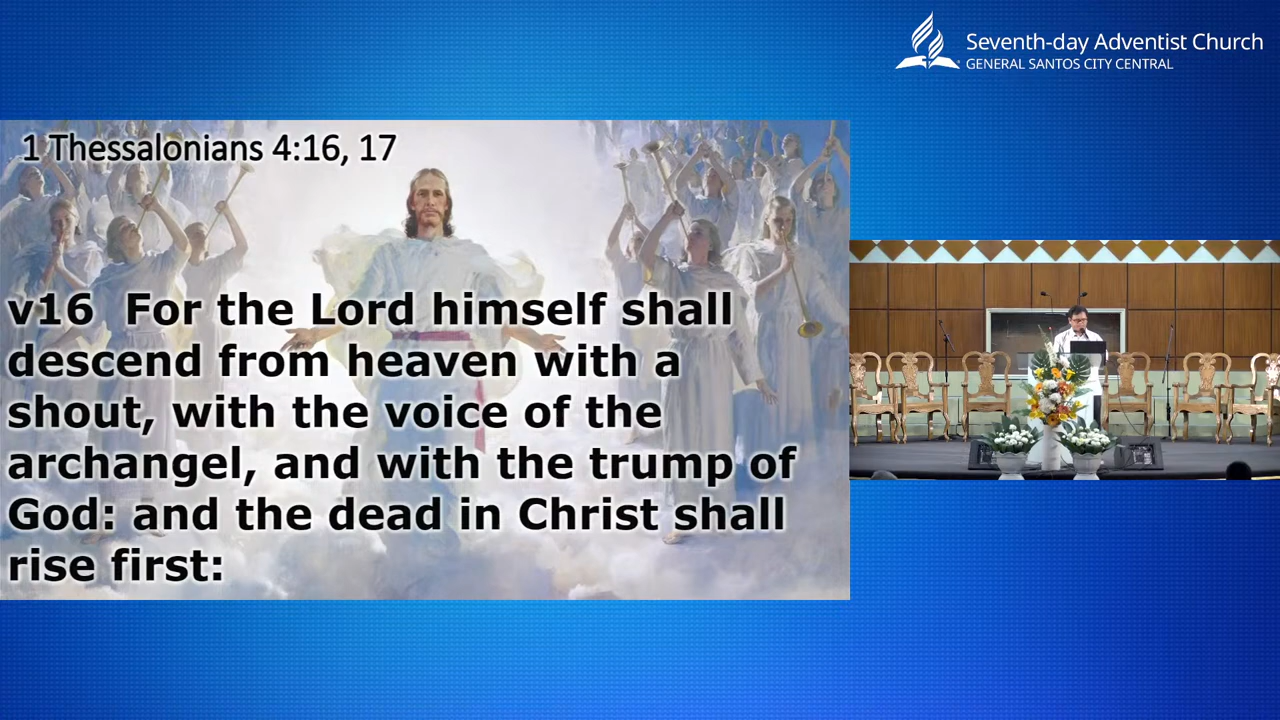 Seventh-day Adventist Church
GENERAL SANTOS CITY CENTRAL
1 Thessalonians 4:16, 17
v16 For the Lord himself shall
descend from heaven with a
shout, with the voice of the
archangel, and with the trump of
God: and the dead in Christ shall
rise first: